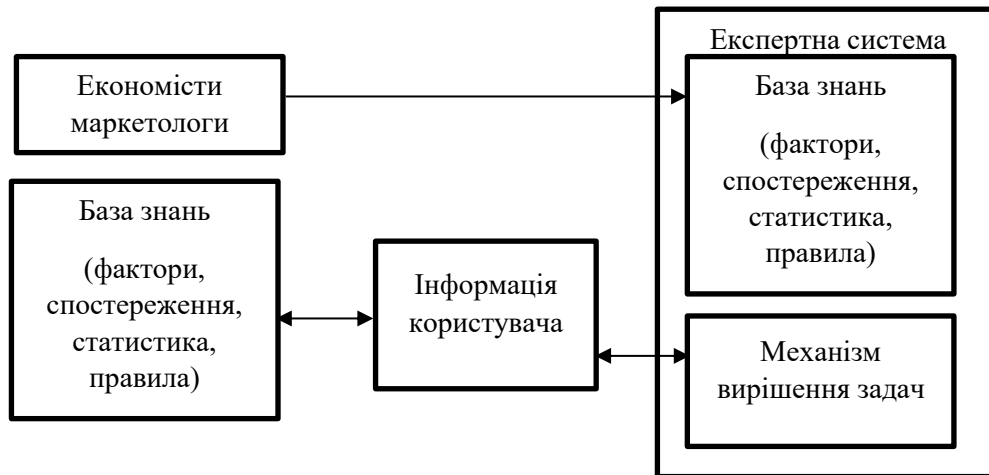 Експертна система
Економісти
маркетологи
База знань
(фактори,
спостереження,
статистика,
правила)
База знань
(фактори,
спостереження,
статистика,
правила)
Інформація
користувача
Механізм
вирішення задач